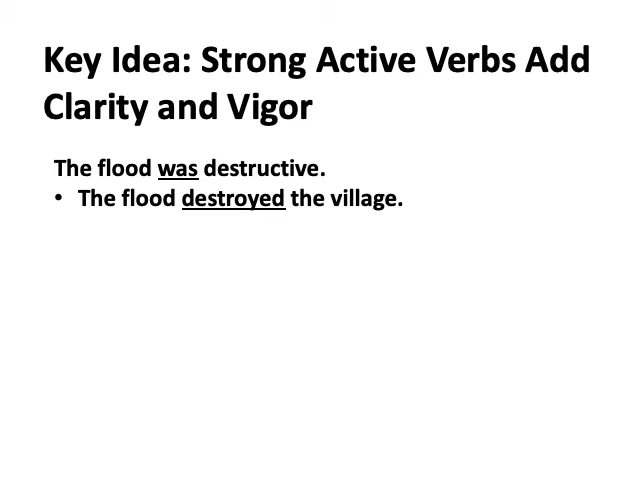 Key Idea: Strong Active Verbs Add
Clarity and Vigor
The flood was destructive.
• The flood destroyed the village.